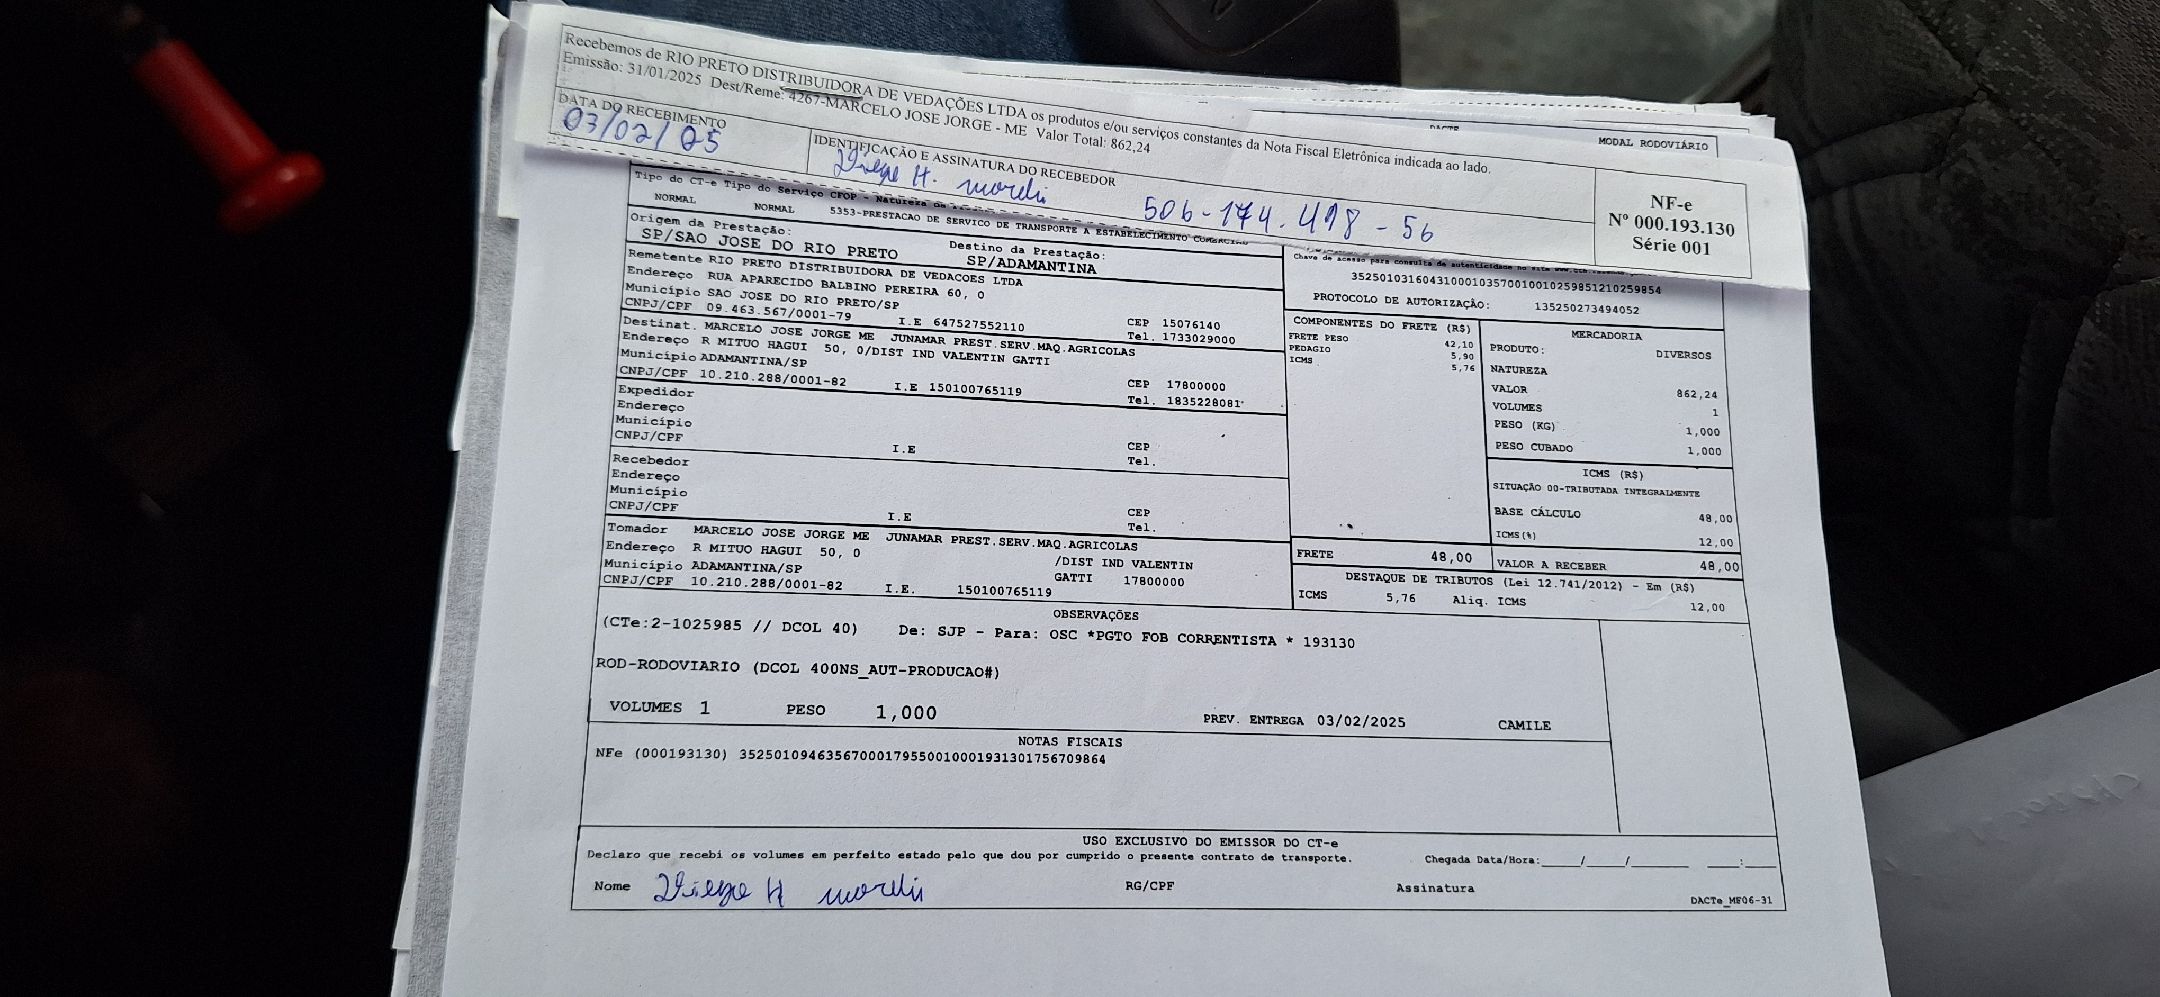 Recebemos de RIO PRETO DISTRIBUIDORA DE VEDAÇÕES LTDA os produtos e/ou serviços constantes da Nota Fiscal Eletrônica indicada ao lado.
Emissão: 31/01/2025 Dest/Reme: 4267-MARCELO JOSE JORGE - ME Valor Total: 862,24
DATA DO RECEBIMENTO
03/02/25
IDENTIFICAÇÃO E ASSINATURA DO RECEBEDOR
H.
506-174.498-56
NF-e
Nº 000.193.130
Série 001
DACTE
MODAL RODOVIÁRIO
Tipo do CT-e Tipo do Serviço CFOP - Natureza
NORMAL NORMAL 5353-PRESTACAO DE SERVICO DE TRANSPORTE A ESTABELECIMENTO COMERCIAL
Origem da Prestação: Destino da Prestação:
SP/SAO JOSE DO RIO PRETO SP/ADAMANTINA
Remetente RIO PRETO DISTRIBUIDORA DE VEDACOES LTDA
Endereço RUA APARECIDO BALBINO PEREIRA 60, 0
Município SAO JOSE DO RIO PRETO/SP CEP 15076140
CNPJ/CPF 09.463.567/0001-79 I.E 647527552110 Tel. 1733029000
Destinat. MARCELO JOSE JORGE ME JUNAMAR PREST.SERV.MAQ.AGRICOLAS
Endereço R MITUO HAGUI 50, 0/DIST IND VALENTIN GATTI
Município ADAMANTINA/SP CEP 17800000
CNPJ/CPF 10.210.288/0001-82 I.E 150100765119 Tel. 1835228081
Expedidor
Endereço
Município CEP
CNPJ/CPF I.E Tel.
Recebedor
Endereço
Município CEP
CNPJ/CPF I.E Tel.
Tomador MARCELO JOSE JORGE ME JUNAMAR PREST.SERV.MAQ.AGRICOLAS
Endereço R MITUO HAGUI 50, 0 /DIST IND VALENTIN
Município ADAMANTINA/SP GATTI 17800000
CNPJ/CPF 10.210.288/0001-82 I.E. 150100765119
Chave de acesso para consulta de autenticidade no site
35250103160431000103570010010259851210259854
PROTOCOLO DE AUTORIZAÇÃO: 135250273494052
COMPONENTES DO FRETE (R$)
FRETE PESO 42,10
PEDAGIO 5,90
ICMS 5,76
MERCADORIA
PRODUTO: DIVERSOS
NATUREZA
VALOR 862,24
VOLUMES 1
PESO (KG) 1,000
PESO CUBADO 1,000
ICMS (R$)
SITUAÇÃO 00-TRIBUTADA INTEGRALMENTE
BASE CÁLCULO 48,00
ICMS(%) 12,00
FRETE 48,00 VALOR A RECEBER 48,00
DESTAQUE DE TRIBUTOS (Lei 12.741/2012) - Em (R$)
ICMS 5,76 Aliq. ICMS 12,00
OBSERVAÇÕES
(CTe:2-1025985 // DCOL 40) De: SJP - Para: OSC *PGTO FOB CORRENTISTA * 193130
ROD-RODOVIARIO (DCOL 400NS_AUT-PRODUCAO#)
VOLUMES 1 PESO 1,000 PREV. ENTREGA 03/02/2025 CAMILE
NOTAS FISCAIS
NFe (000193130) 35250109463567000179550010001931301756709864
USO EXCLUSIVO DO EMISSOR DO CT-e
Declaro que recebi os volumes em perfeito estado pelo que dou por cumprido o presente contrato de transporte. Chegada Data/Hora:____/____/______ ___:___
Nome H RG/CPF Assinatura
DACTe_MF06-31